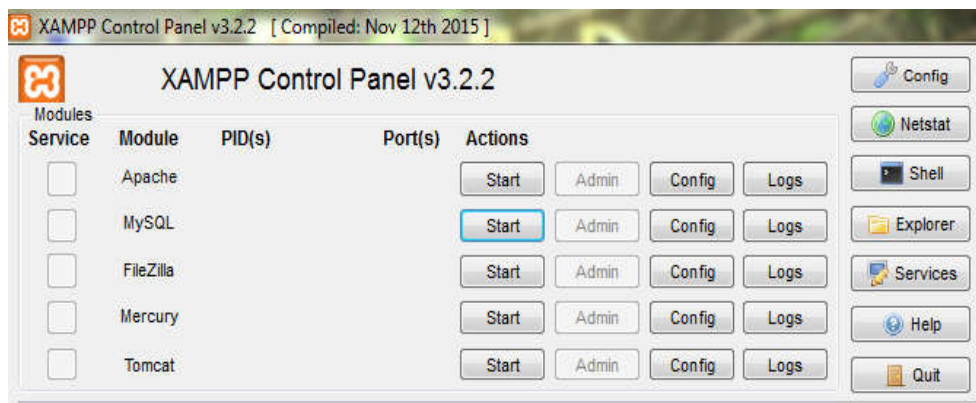 XAMPP Control Panel v3.2.2 [ Compiled: Nov 12th 2015 ]
XAMPP Control Panel v3.2.2
Config
Modules
Service Module PID(s) Port(s) Actions
Netstat
Apache Start Admin Config Logs
Shell
MySQL Start Admin Config Logs
Explorer
FileZilla Start Admin Config Logs
Services
Mercury Start Admin Config Logs
Help
Tomcat Start Admin Config Logs
Quit